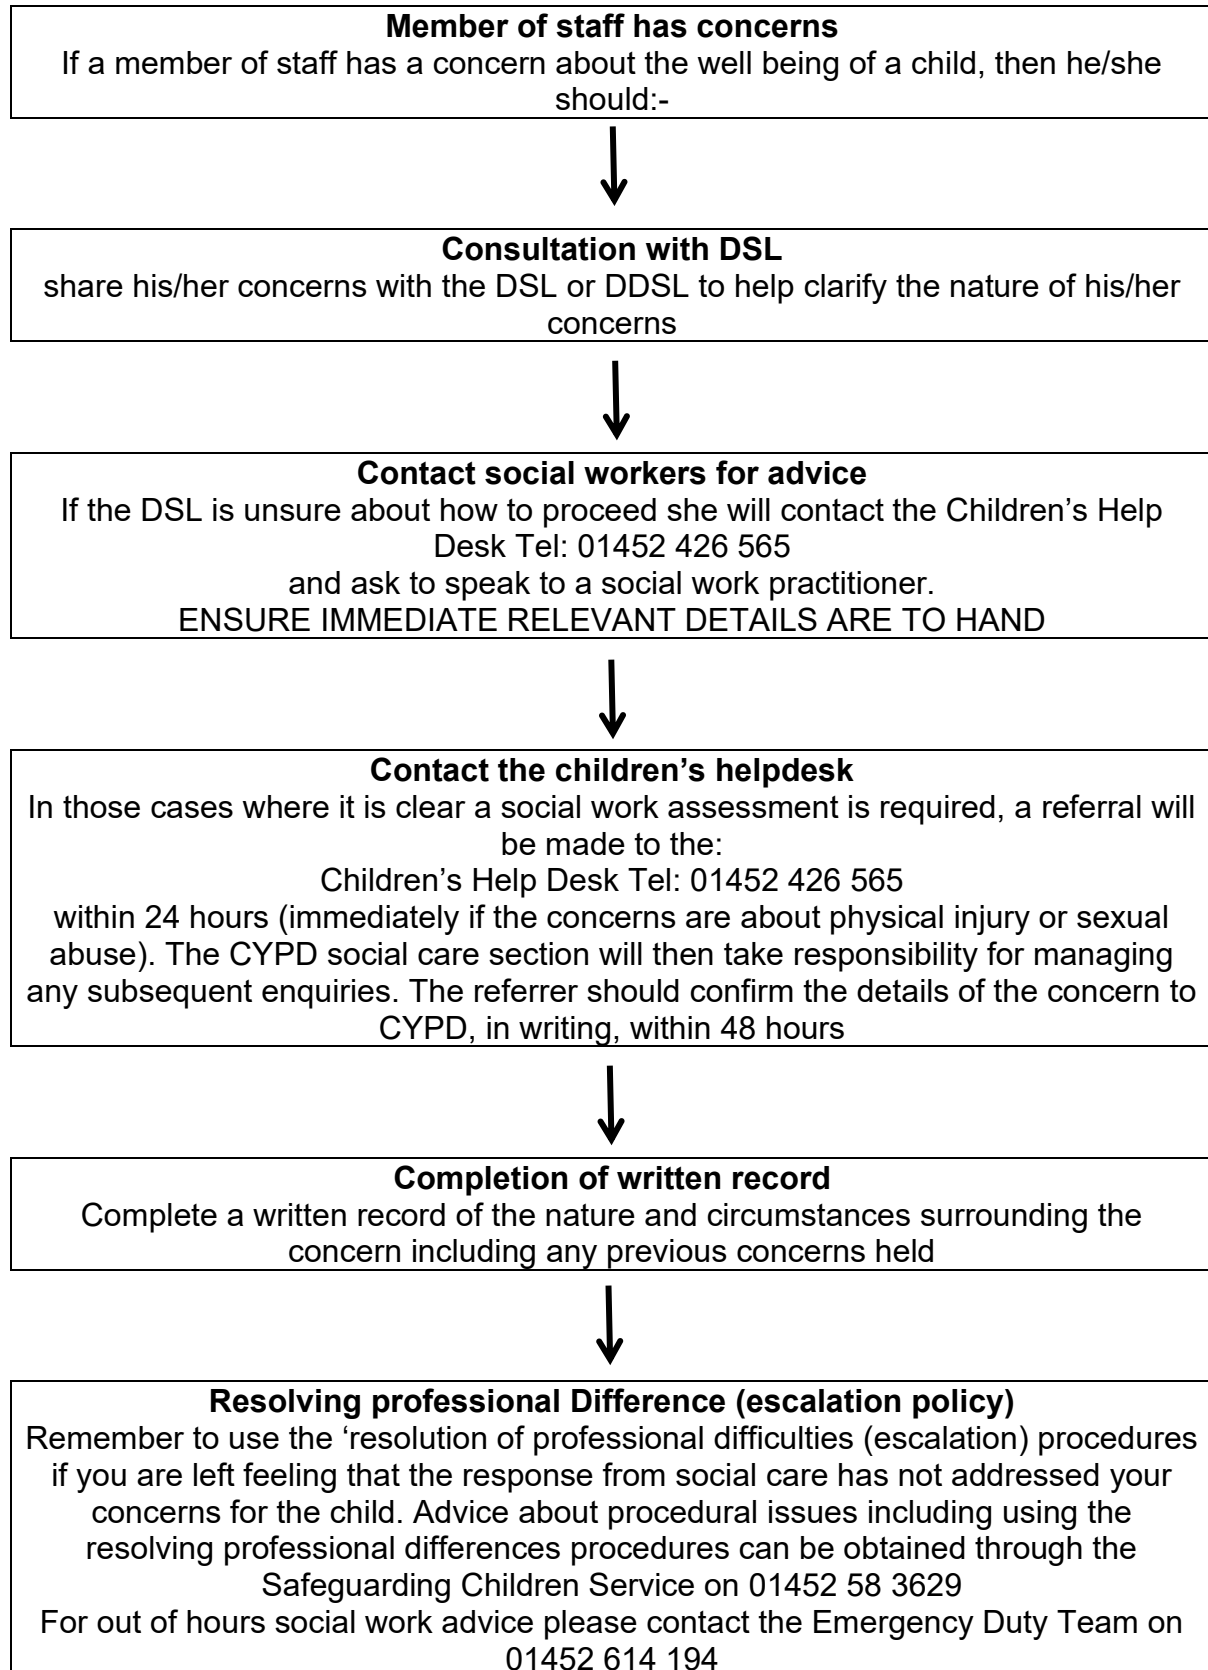 Member of staff has concerns
If a member of staff has a concern about the well being of a child, then he/she
should:-
Consultation with DSL
share his/her concerns with the DSL or DDSL to help clarify the nature of his/her
concerns
Contact social workers for advice
If the DSL is unsure about how to proceed she will contact the Children’s Help
Desk Tel: 01452 426 565
and ask to speak to a social work practitioner.
ENSURE IMMEDIATE RELEVANT DETAILS ARE TO HAND
Contact the children’s helpdesk
In those cases where it is clear a social work assessment is required, a referral will
be made to the:
Children’s Help Desk Tel: 01452 426 565
within 24 hours (immediately if the concerns are about physical injury or sexual
abuse). The CYPD social care section will then take responsibility for managing
any subsequent enquiries. The referrer should confirm the details of the concern to
CYPD, in writing, within 48 hours
Completion of written record
Complete a written record of the nature and circumstances surrounding the
concern including any previous concerns held
Resolving professional Difference (escalation policy)
Remember to use the ‘resolution of professional difficulties (escalation) procedures
if you are left feeling that the response from social care has not addressed your
concerns for the child. Advice about procedural issues including using the
resolving professional differences procedures can be obtained through the
Safeguarding Children Service on 01452 58 3629
For out of hours social work advice please contact the Emergency Duty Team on
01452 614 194